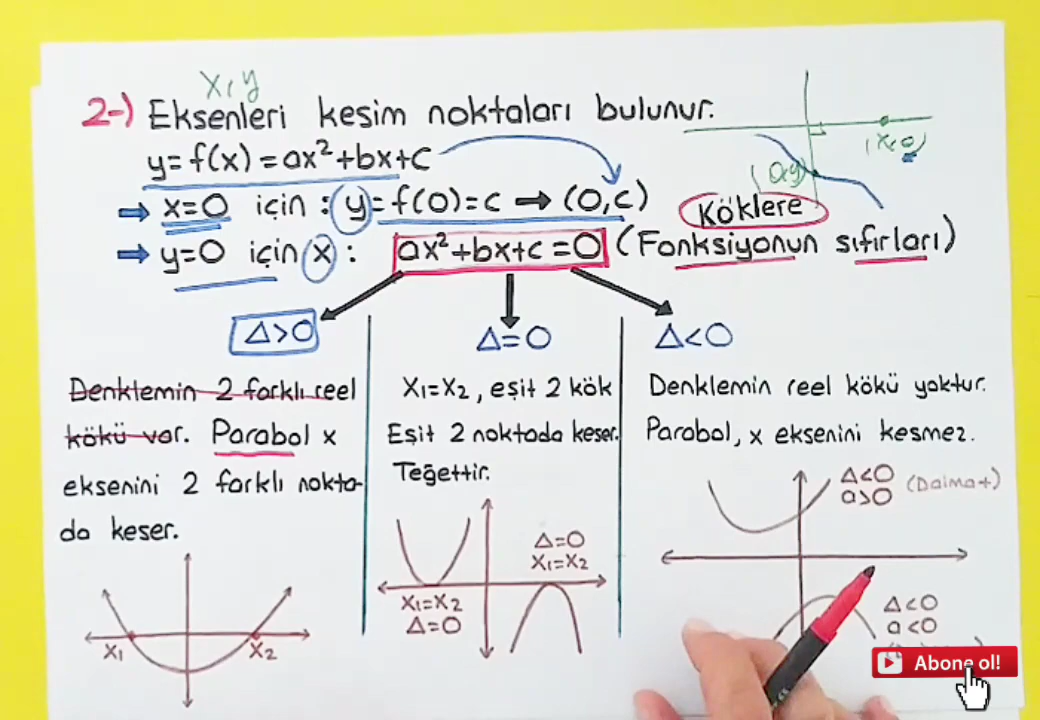 x, y
2-) Eksenleri kesim noktaları bulunur.
y=f(x)=ax²+bx+c
(x,0)
(0,y)
⇒ x=0 için : y=f(0)=c → (0,c)
Köklere
⇒ y=0 için x : ax²+bx+c=0 (Fonksiyonun sıfırları)
Δ>0
Denklemin 2 farklı reel
kökü var. Parabol x
eksenini 2 farklı nokta-
da keser.
X₁ X₂
Δ=0
X₁=X₂, eşit 2 kök
Eşit 2 noktada keser.
Teğettir.
Δ=0
X₁=X₂
X₁=X₂
Δ=0
Δ<0
Denklemin reel kökü yoktur.
Parabol, x eksenini kesmez.
Δ<0
a>0 (Daima+)
Δ<0
a<0
Abone ol!